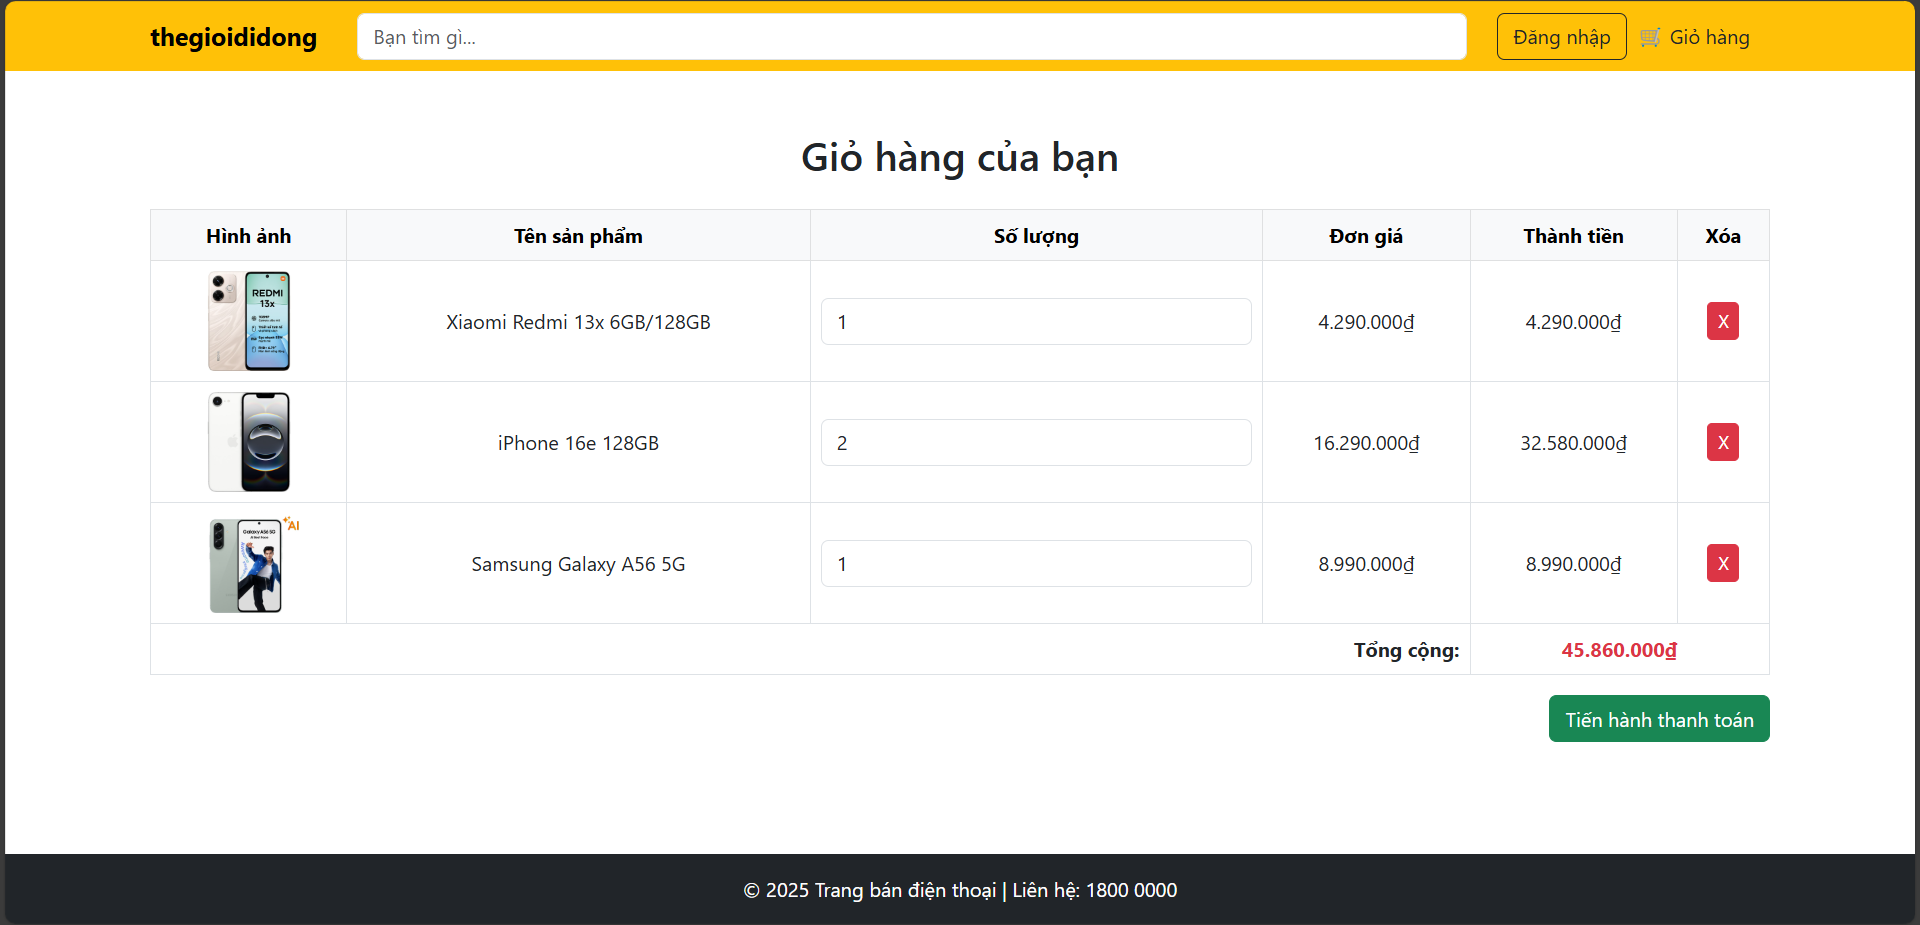 thegioididong
Bạn tìm gì...
Đăng nhập
🛒 Giỏ hàng
Giỏ hàng của bạn
Hình ảnh Tên sản phẩm Số lượng Đơn giá Thành tiền Xóa
REDMI
13x
Xiaomi Redmi 13x 6GB/128GB 1 4.290.000₫ 4.290.000₫ X
iPhone 16e 128GB 2 16.290.000₫ 32.580.000₫ X
AI
Galaxy A56 5G
Samsung Galaxy A56 5G 1 8.990.000₫ 8.990.000₫ X
Tổng cộng: 45.860.000₫
Tiến hành thanh toán
© 2025 Trang bán điện thoại | Liên hệ: 1800 0000